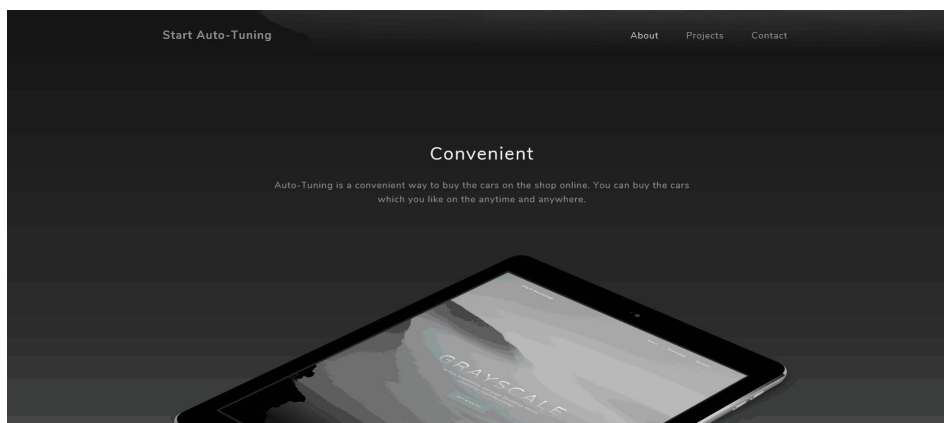 Start Auto-Tuning
About Projects Contact
Convenient
Auto-Tuning is a convenient way to buy the cars on the shop online. You can buy the cars
which you like on the anytime and anywhere.
GRAYSCALE